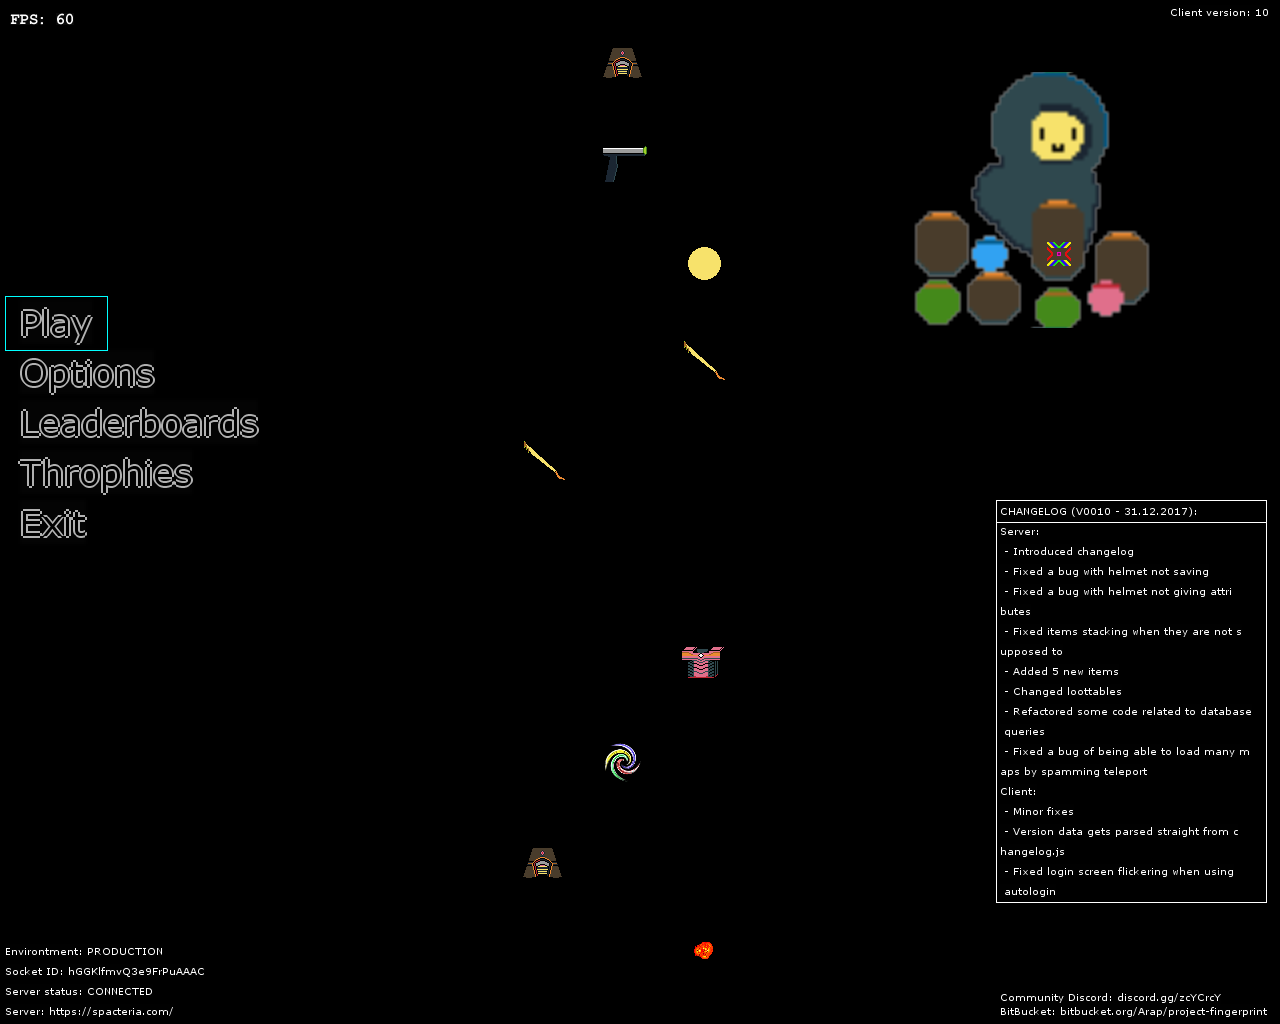 FPS: 60
Client version: 10
Play
Options
Leaderboards
Throphies
Exit
CHANGELOG (V0010 - 31.12.2017):
Server:
- Introduced changelog
- Fixed a bug with helmet not saving
- Fixed a bug with helmet not giving attri
butes
- Fixed items stacking when they are not s
upposed to
- Added 5 new items
- Changed loottables
- Refactored some code related to database
queries
- Fixed a bug of being able to load many m
aps by spamming teleport
Client:
- Minor fixes
- Version data gets parsed straight from c
hangelog.js
- Fixed login screen flickering when using
autologin
Environtment: PRODUCTION
Socket ID: hGGKlfmvQ3e9FrPuAAAC
Server status: CONNECTED
Server: https://spacteria.com/
Community Discord: discord.gg/zcYCrcY
BitBucket: bitbucket.org/Arap/project-fingerprint